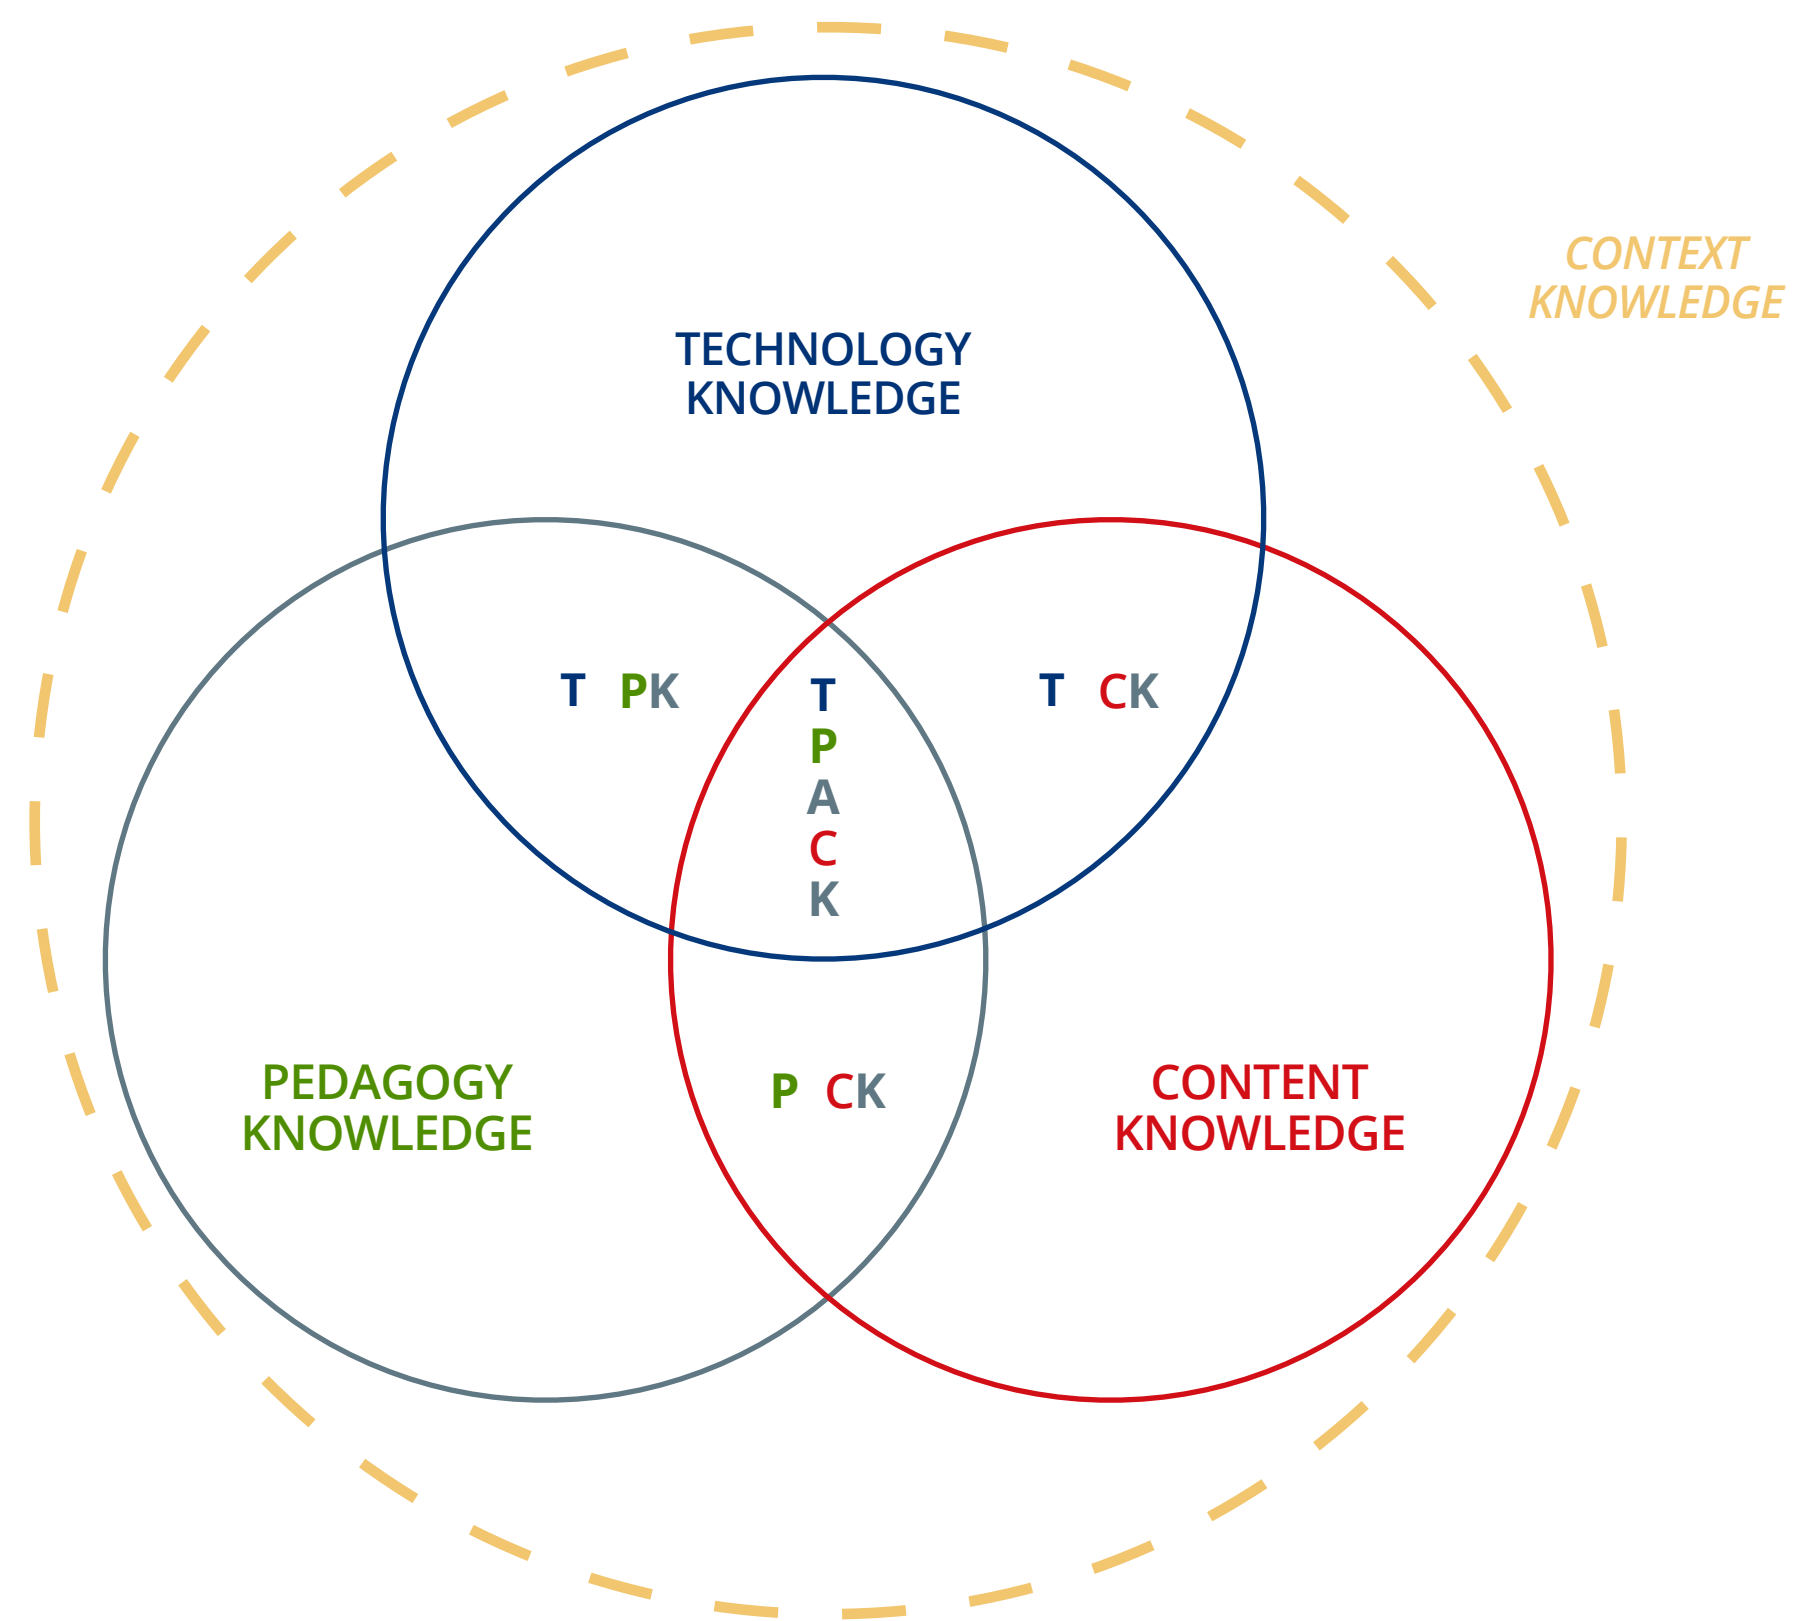 CONTEXT
KNOWLEDGE
TECHNOLOGY
KNOWLEDGE
T PK
T
P
A
C
K
T CK
PEDAGOGY
KNOWLEDGE
P CK
CONTENT
KNOWLEDGE